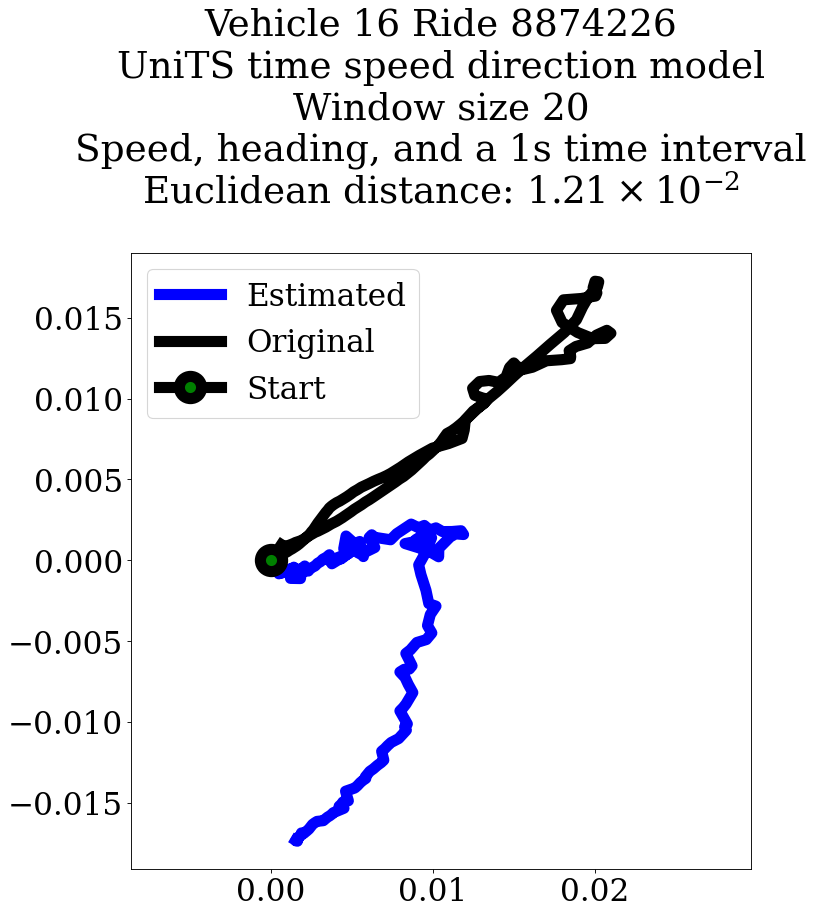 Vehicle 16 Ride 8874226
UniTS time speed direction model
Window size 20
Speed, heading, and a 1s time interval
Euclidean distance: 1.21 × 10⁻²
Estimated
Original
Start
0.015
0.010
0.005
0.000
−0.005
−0.010
−0.015
0.00 0.01 0.02